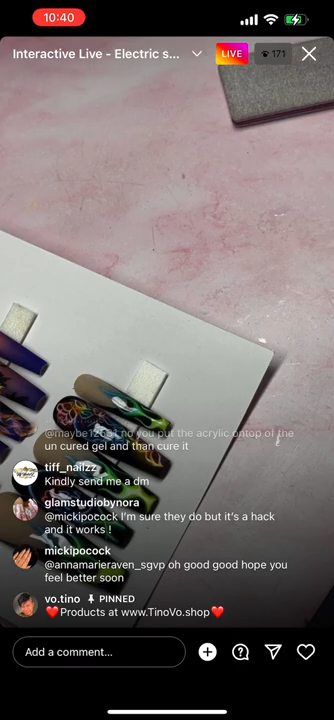 10:40
Interactive Live - Electric s...
LIVE
171
@maybe12651 no you put the acrylic ontop of the
un cured gel and than cure it
tiff_nailzz
Kindly send me a dm
glamstudiobynora
@mickipocock I'm sure they do but it's a hack
and it works !
mickipocock
@annamarieraven_sgvp oh good good hope you
feel better soon
vo.tino PINNED
❤️Products at www.TinoVo.shop❤️
Add a comment...